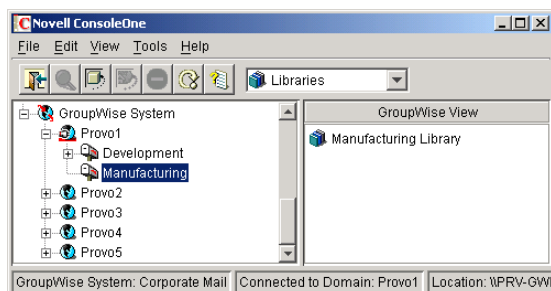 Novell ConsoleOne
File Edit View Tools Help
Libraries
GroupWise System
Provo1
Development
Manufacturing
Provo2
Provo3
Provo4
Provo5
GroupWise View
Manufacturing Library
GroupWise System: Corporate Mail
Connected to Domain: Provo1
Location: \\PRV-GW